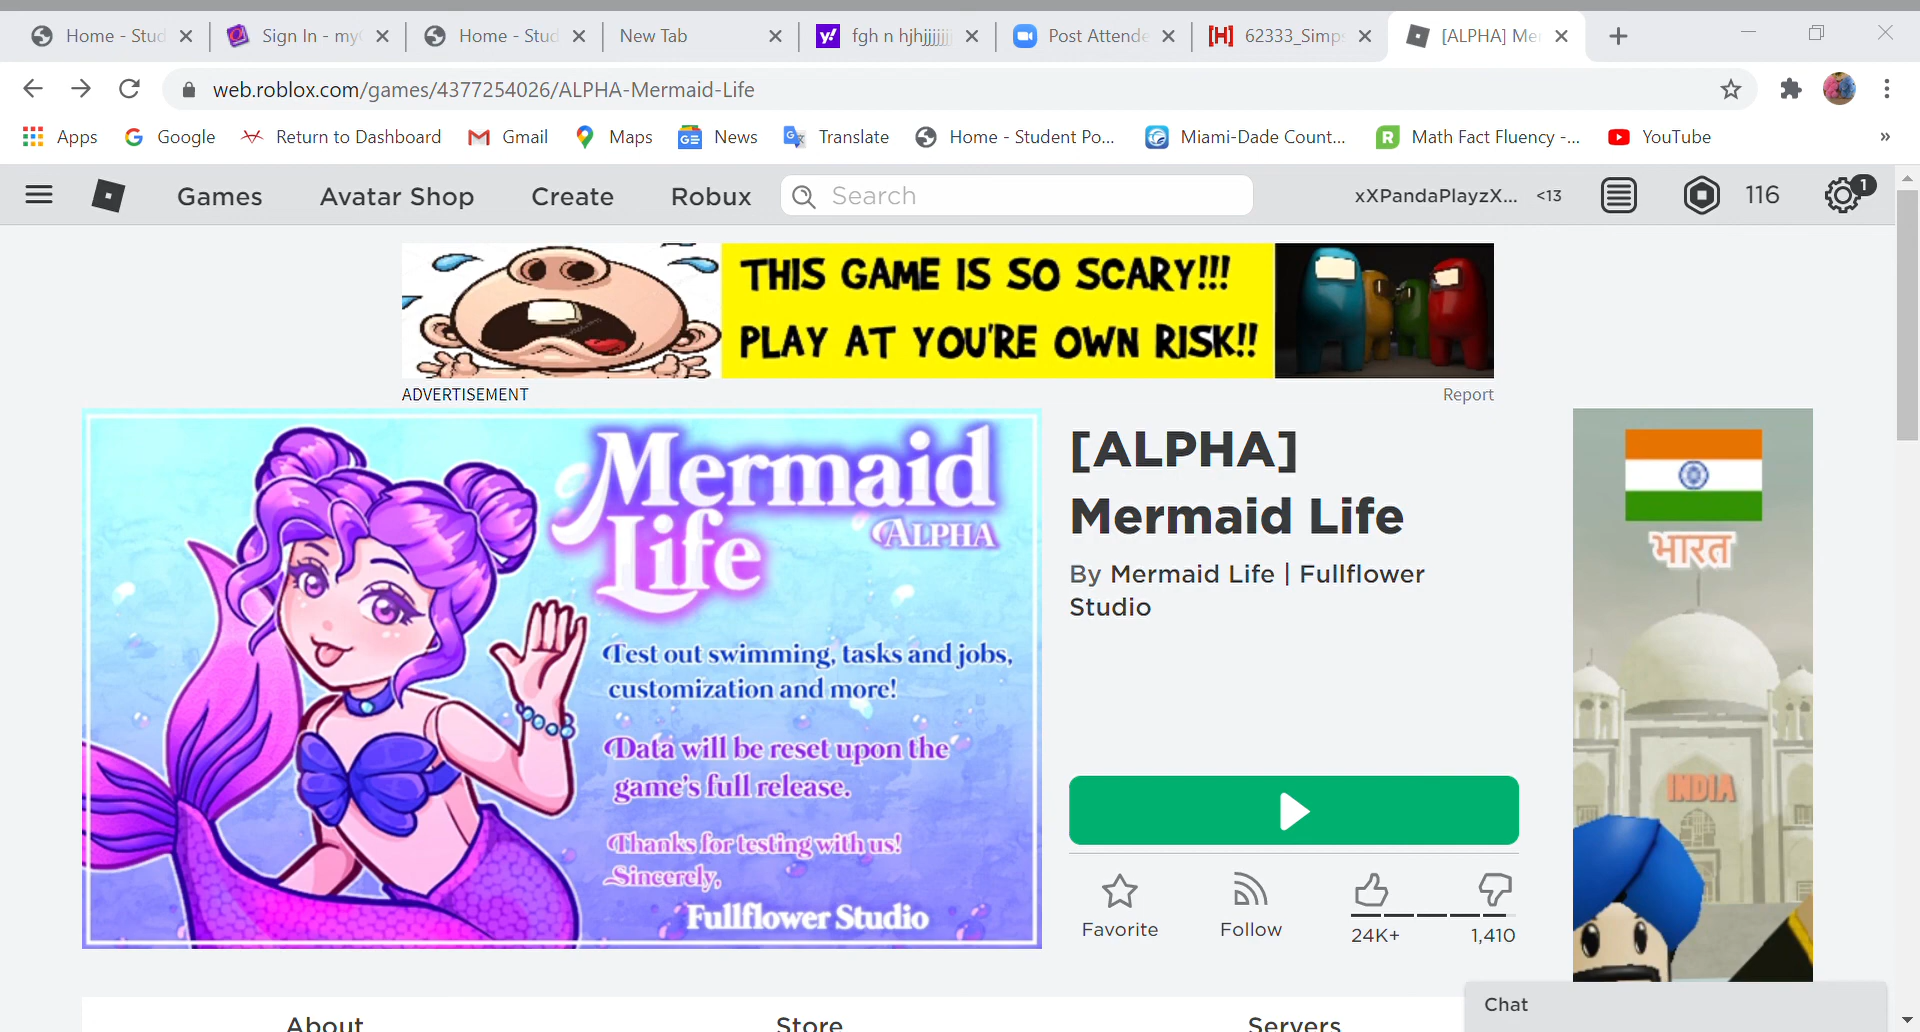 Home - Stud
Sign In - my
Home - Stud
New Tab
fgh n hjhjjjjjj
Post Attende
62333_Simps
[ALPHA] Me
web.roblox.com/games/4377254026/ALPHA-Mermaid-Life
Apps
Google
Return to Dashboard
Gmail
Maps
News
Translate
Home - Student Po...
Miami-Dade Count...
Math Fact Fluency -...
YouTube
»
Games
Avatar Shop
Create
Robux
Search
xXPandaPlayzX...
<13
116
1
THIS GAME IS SO SCARY!!!
PLAY AT YOU'RE OWN RISK!!
ADVERTISEMENT
Report
Mermaid
Life
ALPHA
Test out swimming, tasks and jobs,
customization and more!
Data will be reset upon the
game's full release.
Thanks for testing with us!
Sincerely,
Fullflower Studio
[ALPHA]
Mermaid Life
By Mermaid Life | Fullflower
Studio
Favorite
Follow
24K+
1,410
भारत
INDIA
Chat
About
Store
Servers